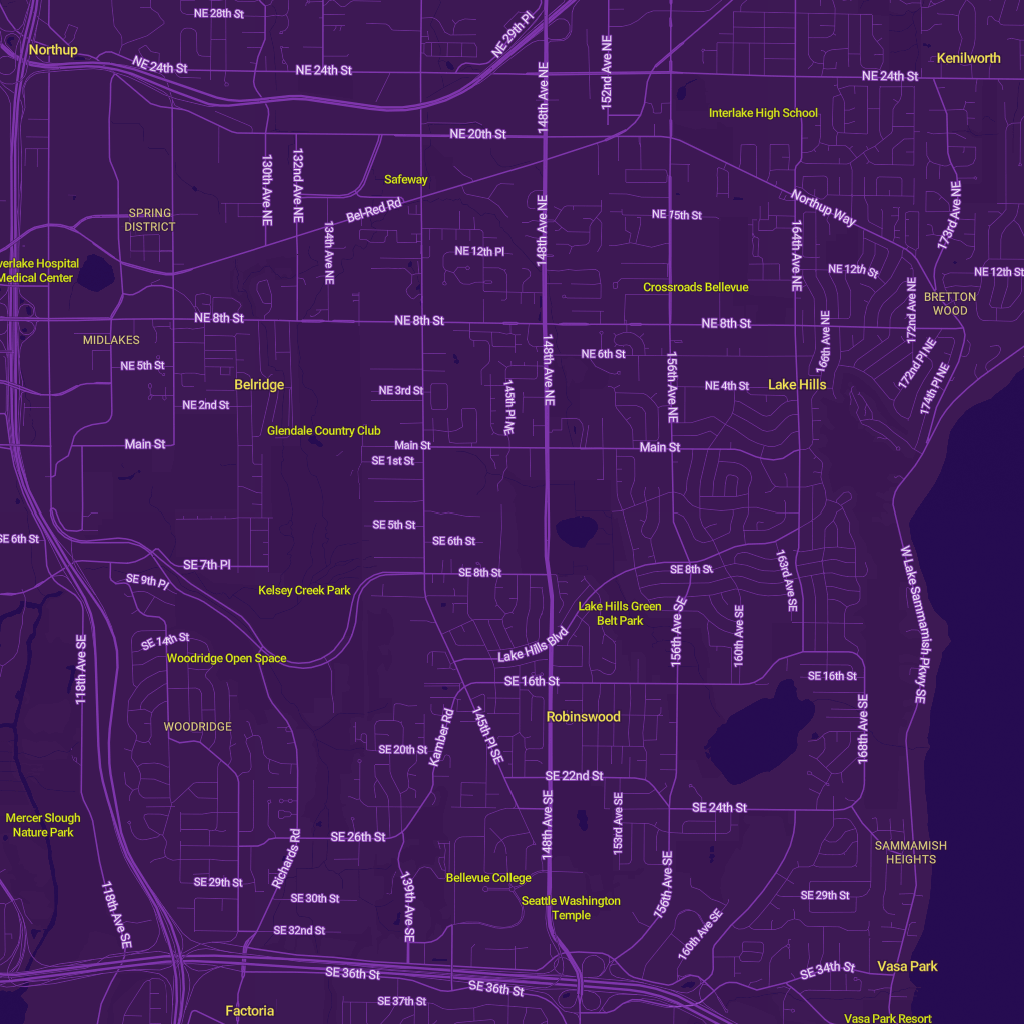 NE 28th St
NE 29th Pl
Northup
NE 24th St
NE 24th St
148th Ave NE
152nd Ave NE
Kenilworth
NE 24th St
Interlake High School
NE 20th St
130th Ave NE
132nd Ave NE
Safeway
Bel-Red Rd
SPRING
DISTRICT
134th Ave NE
148th Ave NE
NE 15th St
Northup Way
173rd Ave NE
NE 12th Pl
164th Ave NE
verlake Hospital
Medical Center
NE 12th St
NE 12th St
Crossroads Bellevue
172nd Ave NE
BRETTON
WOOD
NE 8th St
NE 8th St
NE 8th St
MIDLAKES
166th Ave NE
NE 5th St
Belridge
148th Ave NE
NE 6th St
156th Ave NE
172nd Pl NE
174th Pl NE
NE 3rd St
NE 4th St
Lake Hills
NE 2nd St
145th Pl NE
Glendale Country Club
Main St
Main St
Main St
SE 1st St
SE 5th St
SE 6th St
SE 6th St
SE 7th Pl
SE 9th Pl
SE 8th St
SE 8th St
163rd Ave SE
W Lake Sammamish Pkwy SE
Kelsey Creek Park
Lake Hills Green
Belt Park
SE 14th St
Woodridge Open Space
118th Ave SE
Lake Hills Blvd
156th Ave SE
160th Ave SE
SE 16th St
SE 16th St
WOODRIDGE
Kamber Rd
145th Pl SE
Robinswood
168th Ave SE
SE 20th St
SE 22nd St
Mercer Slough
Nature Park
SE 26th St
148th Ave SE
153rd Ave SE
SE 24th St
SAMMAMISH
HEIGHTS
Richards Rd
SE 29th St
SE 30th St
139th Ave SE
Bellevue College
156th Ave SE
SE 29th St
118th Ave SE
SE 32nd St
Seattle Washington
Temple
160th Ave SE
SE 36th St
SE 36th St
SE 34th St
Vasa Park
Factoria
SE 37th St
Vasa Park Resort